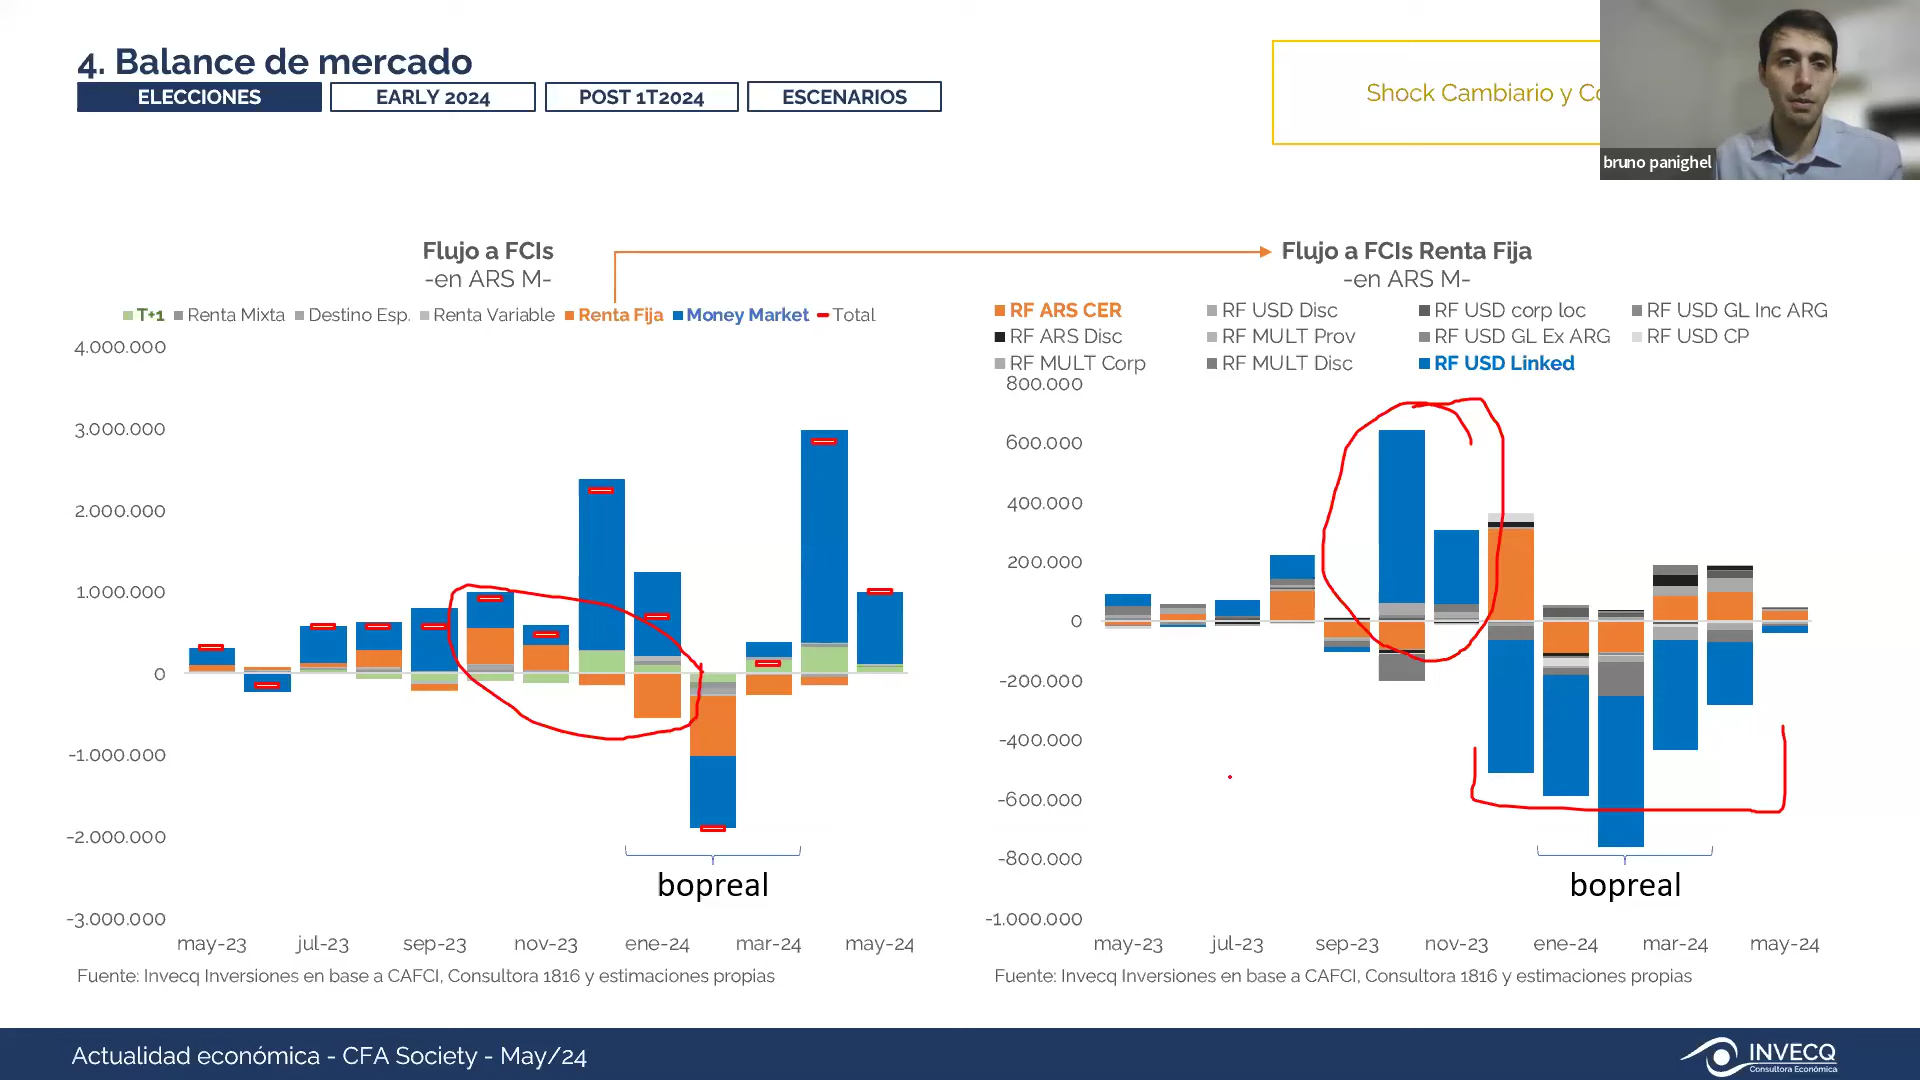 4. Balance de mercado
ELECCIONES
EARLY 2024
POST 1T2024
ESCENARIOS
Shock Cambiario y
bruno panighel
Flujo a FCIs
-en ARS M-
T+1 Renta Mixta Destino Esp. Renta Variable Renta Fija Money Market Total
4.000.000
3.000.000
2.000.000
1.000.000
0
-1.000.000
-2.000.000
-3.000.000
bopreal
may-23 jul-23 sep-23 nov-23 ene-24 mar-24 may-24
Fuente: Invecq Inversiones en base a CAFCI, Consultora 1816 y estimaciones propias
Flujo a FCIs Renta Fija
-en ARS M-
RF ARS CER RF USD Disc RF USD corp loc RF USD GL Inc ARG
RF ARS Disc RF MULT Prov RF USD GL Ex ARG RF USD CP
RF MULT Corp RF MULT Disc RF USD Linked
800.000
600.000
400.000
200.000
0
-200.000
-400.000
-600.000
-800.000
-1.000.000
bopreal
may-23 jul-23 sep-23 nov-23 ene-24 mar-24 may-24
Fuente: Invecq Inversiones en base a CAFCI, Consultora 1816 y estimaciones propias
Actualidad económica - CFA Society - May/24
INVECQ
Consultora Económica